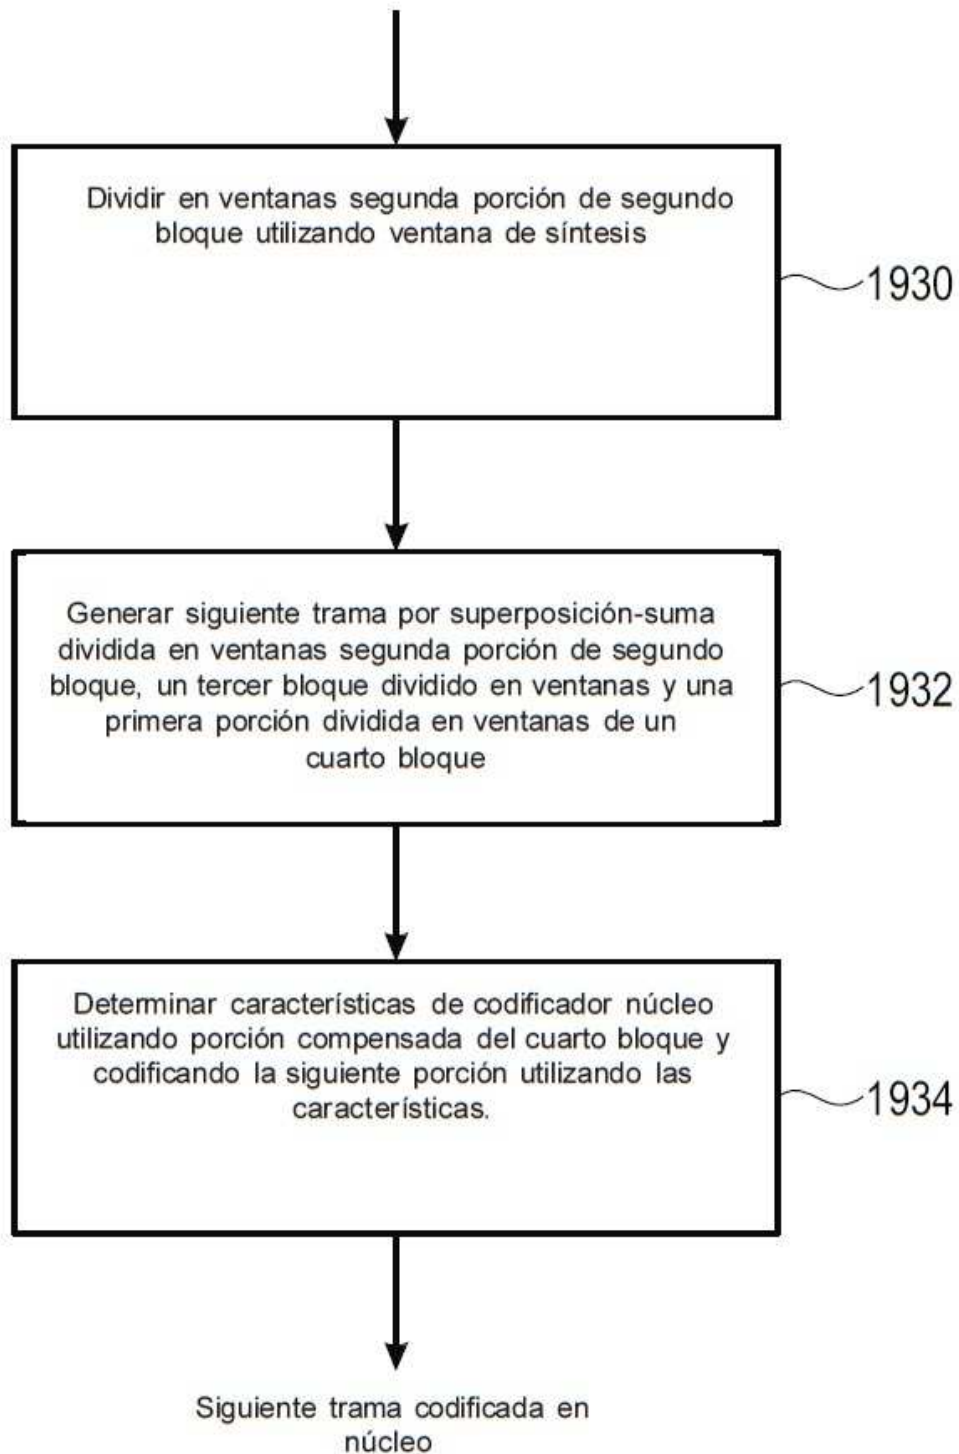 Dividir en ventanas segunda porción de segundo
bloque utilizando ventana de síntesis
1930
Generar siguiente trama por superposición-suma
dividida en ventanas segunda porción de segundo
bloque, un tercer bloque dividido en ventanas y una
primera porción dividida en ventanas de un
cuarto bloque
1932
Determinar características de codificador núcleo
utilizando porción compensada del cuarto bloque y
codificando la siguiente porción utilizando las
características.
1934
Siguiente trama codificada en
núcleo